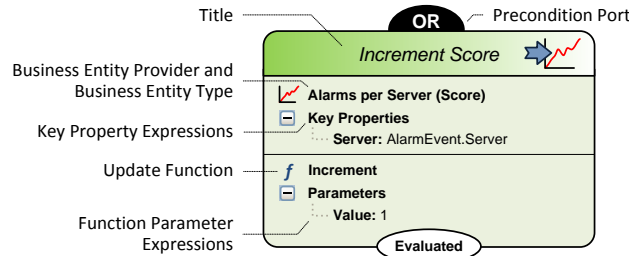 Title
OR
Precondition Port
Increment Score
Business Entity Provider and
Business Entity Type
Alarms per Server (Score)
Key Properties
Key Property Expressions
Server: AlarmEvent.Server
Update Function
f Increment
Parameters
Function Parameter
Expressions
Value: 1
Evaluated